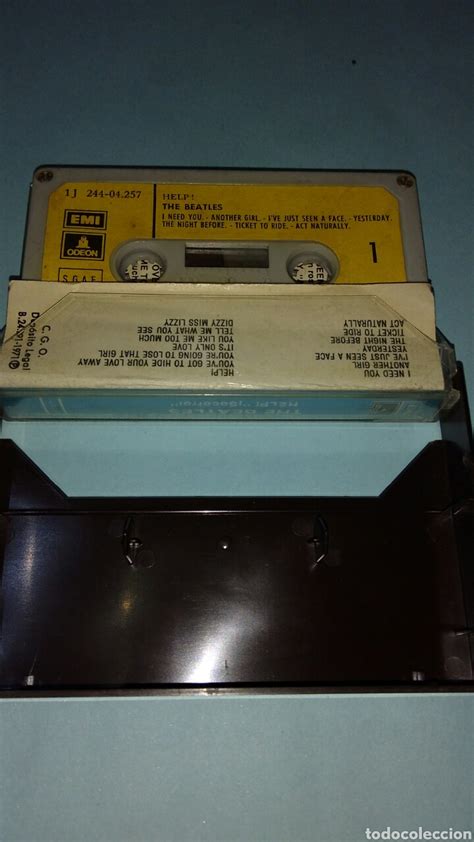 1J 244-04.257
HELP!
THE BEATLES
I NEED YOU. - ANOTHER GIRL. - I'VE JUST SEEN A FACE. - YESTERDAY.
THE NIGHT BEFORE. - TICKET TO RIDE. - ACT NATURALLY.
EMI
ODEON
S.G.A.E.
1
I NEED YOU
ANOTHER GIRL
I'VE JUST SEEN A FACE
YESTERDAY
THE NIGHT BEFORE
TICKET TO RIDE
ACT NATURALLY
HELP!
YOU'VE GOT TO HIDE YOUR LOVE AWAY
YOU'RE GOING TO LOSE THAT GIRL
IT'S ONLY LOVE
YOU LIKE ME TOO MUCH
TELL ME WHAT YOU SEE
DIZZY MISS LIZZY
C. G. O.
Depósito Legal
THE BEATLES
HELP! "¡Socorro!"
todocoleccion